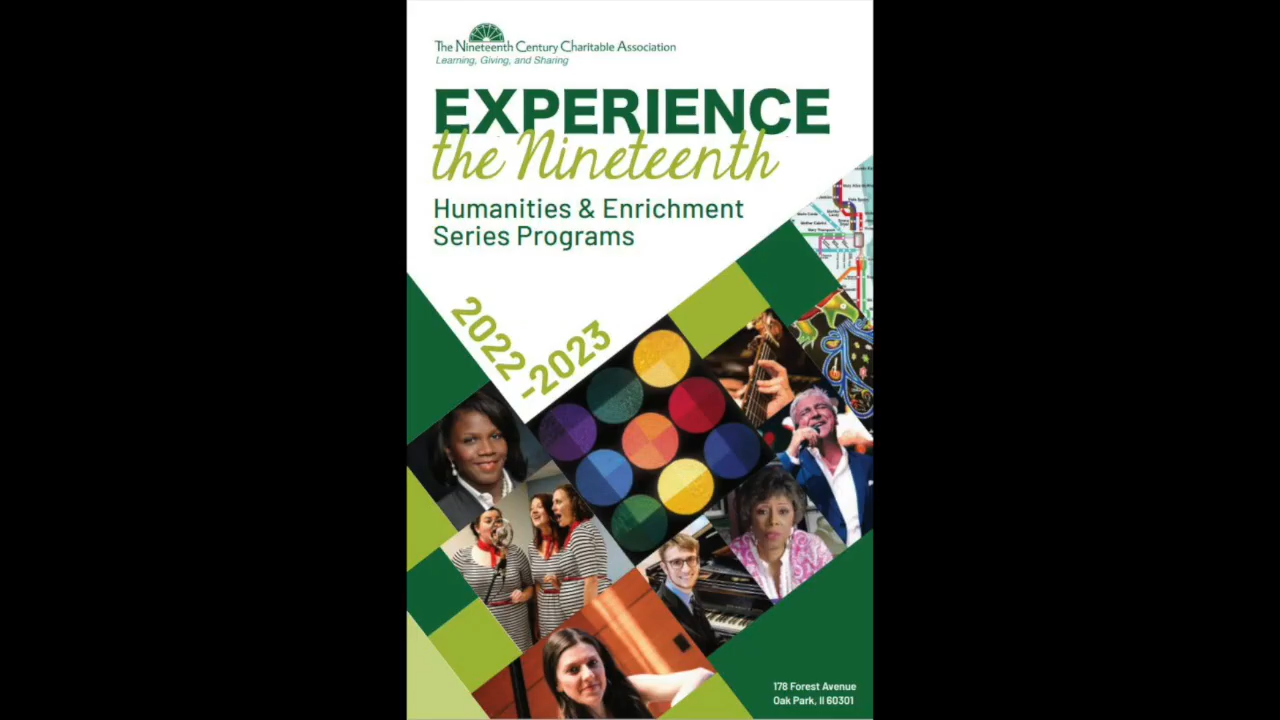 The Nineteenth Century Charitable Association
Learning, Giving, and Sharing
EXPERIENCE
the Nineteenth
Humanities & Enrichment
Series Programs
2022
-2023
178 Forest Avenue
Oak Park, Il 60301